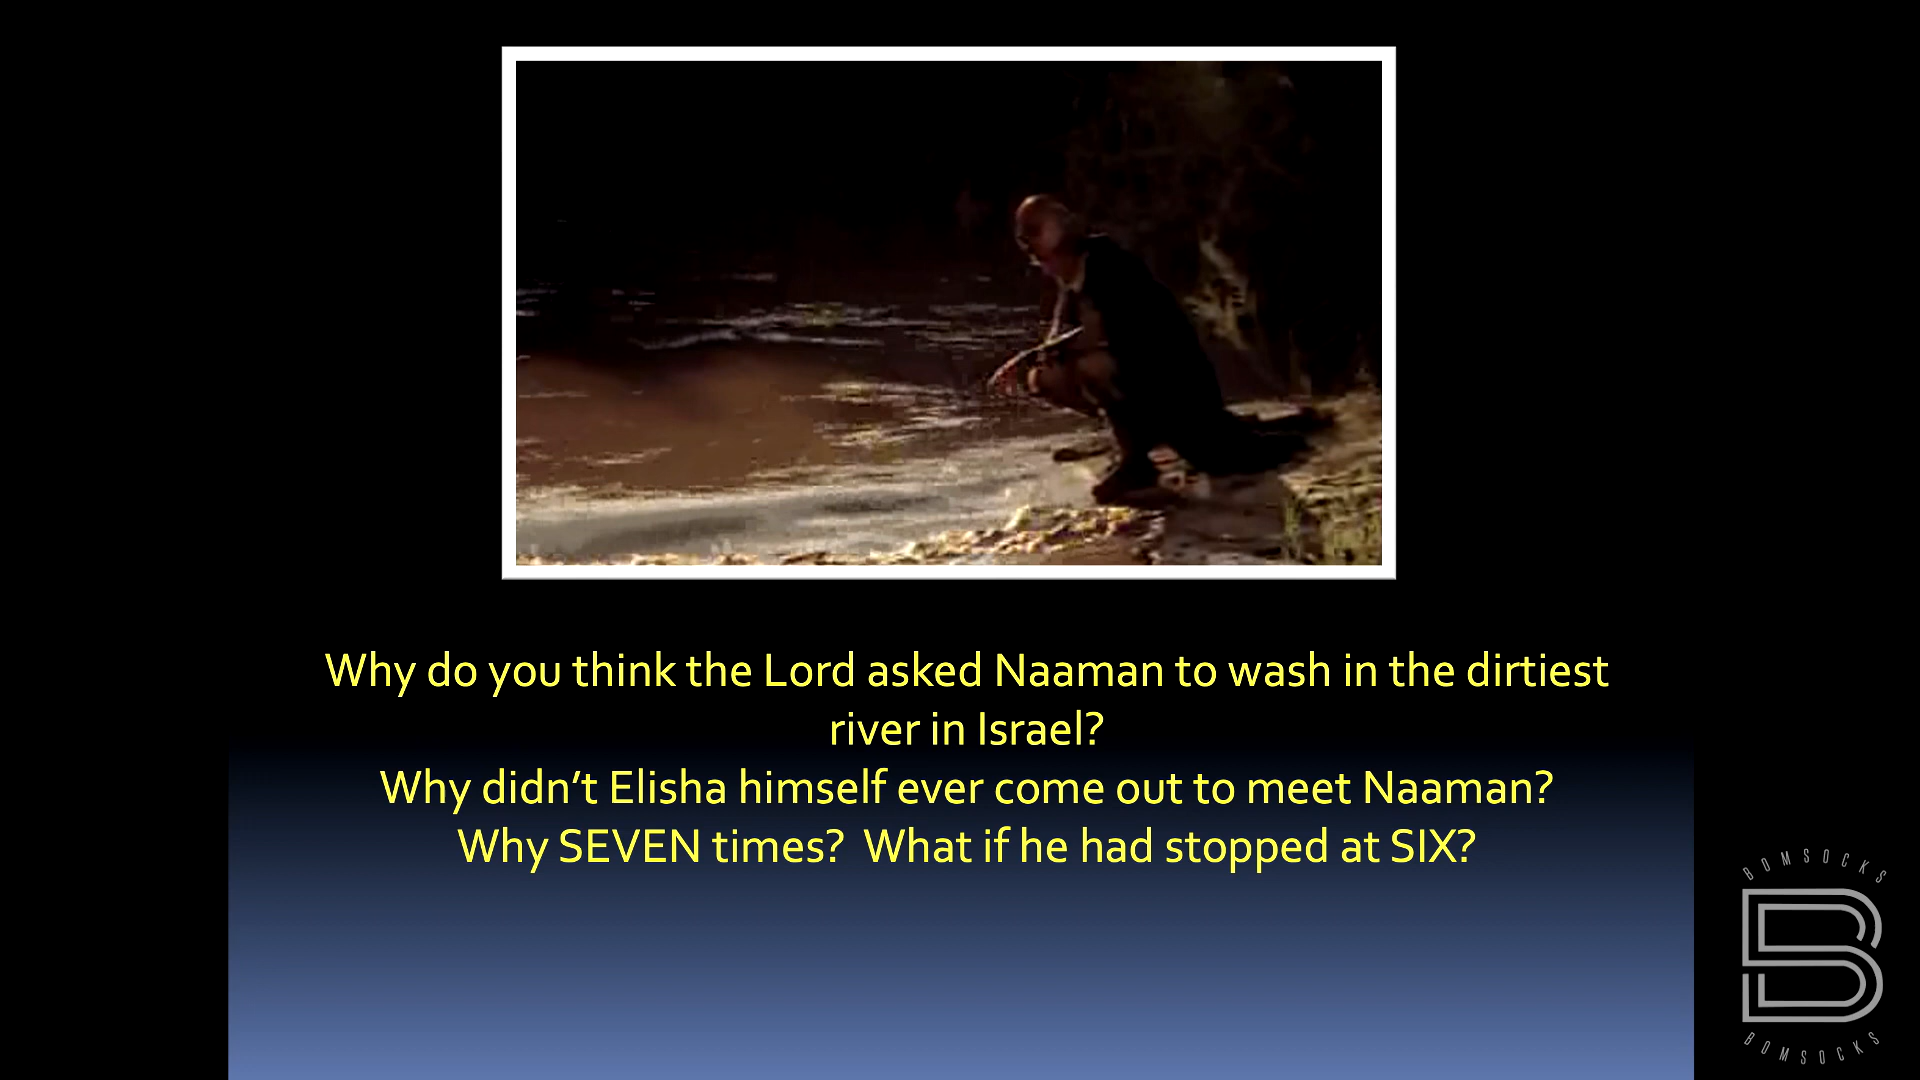 Why do you think the Lord asked Naaman to wash in the dirtiest
river in Israel?
Why didn’t Elisha himself ever come out to meet Naaman?
Why SEVEN times?  What if he had stopped at SIX?
BOMSOCKS
B
BOMSOCKS